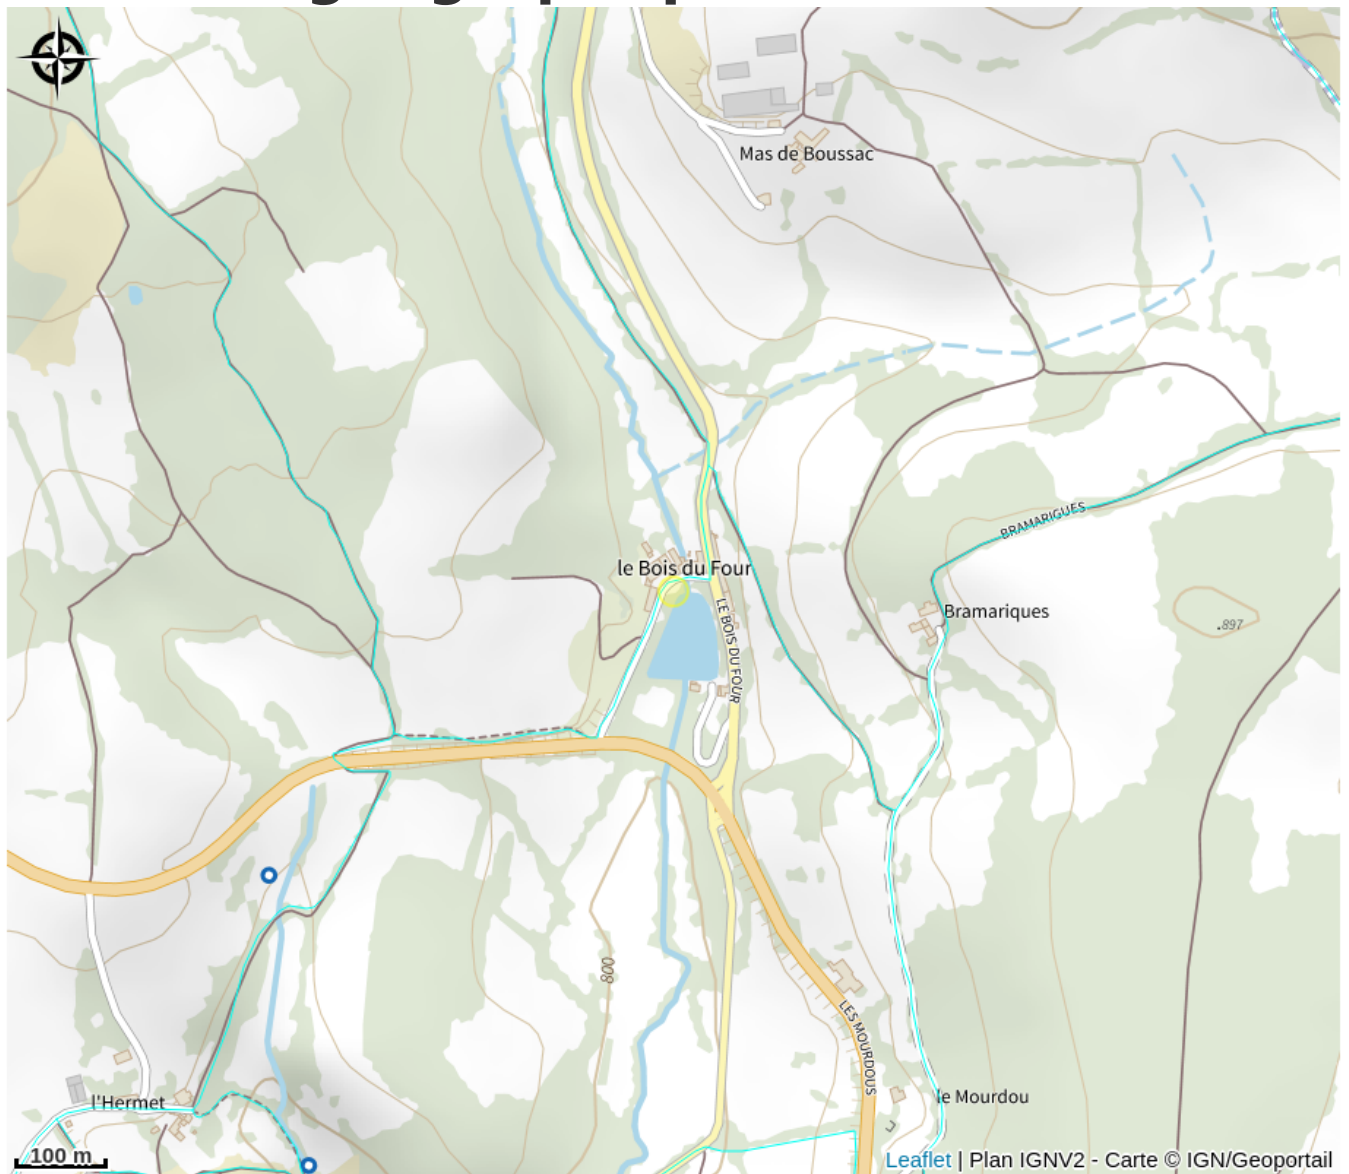 Mas de Boussac
BRAMARIGUES
le Bois du Four
LE BOIS DU FOUR
Bramariques
897
800
LES MOURDOUS
l'Hermet
le Mourdou
100 m
Leaflet | Plan IGNV2 - Carte © IGN/Geoportail